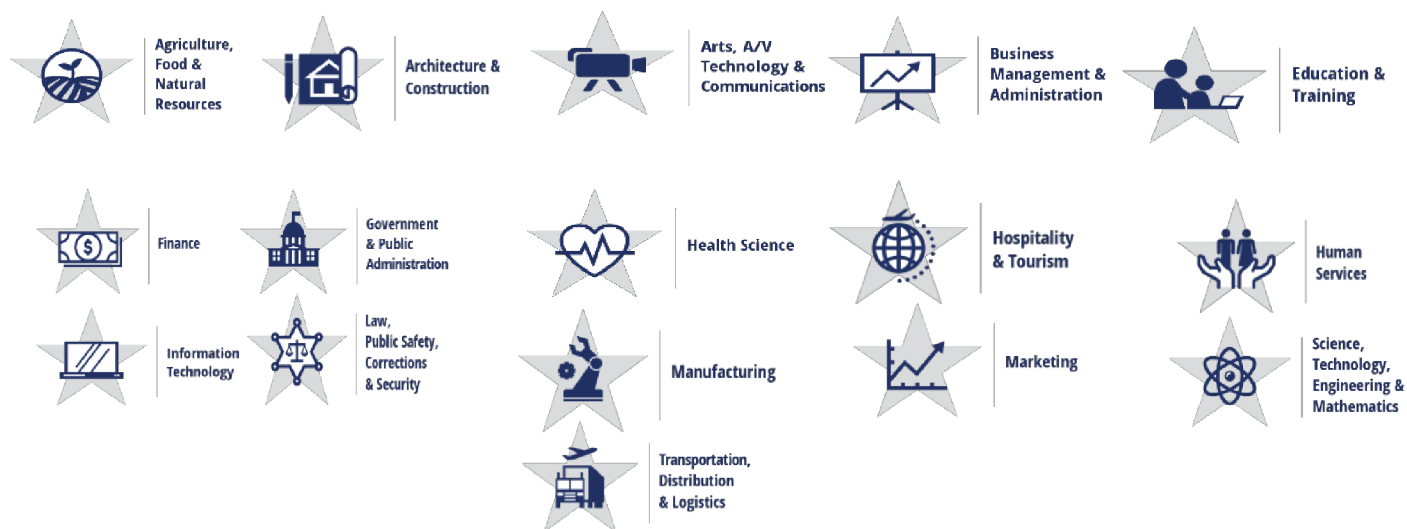 Agriculture,
Food &
Natural
Resources
Architecture &
Construction
Arts, A/V
Technology &
Communications
Business
Management &
Administration
Education &
Training
Finance
$
Government
& Public
Administration
Health Science
Hospitality
& Tourism
Human
Services
Information
Technology
Law,
Public Safety,
Corrections
& Security
Manufacturing
Marketing
Science,
Technology,
Engineering &
Mathematics
Transportation,
Distribution
& Logistics